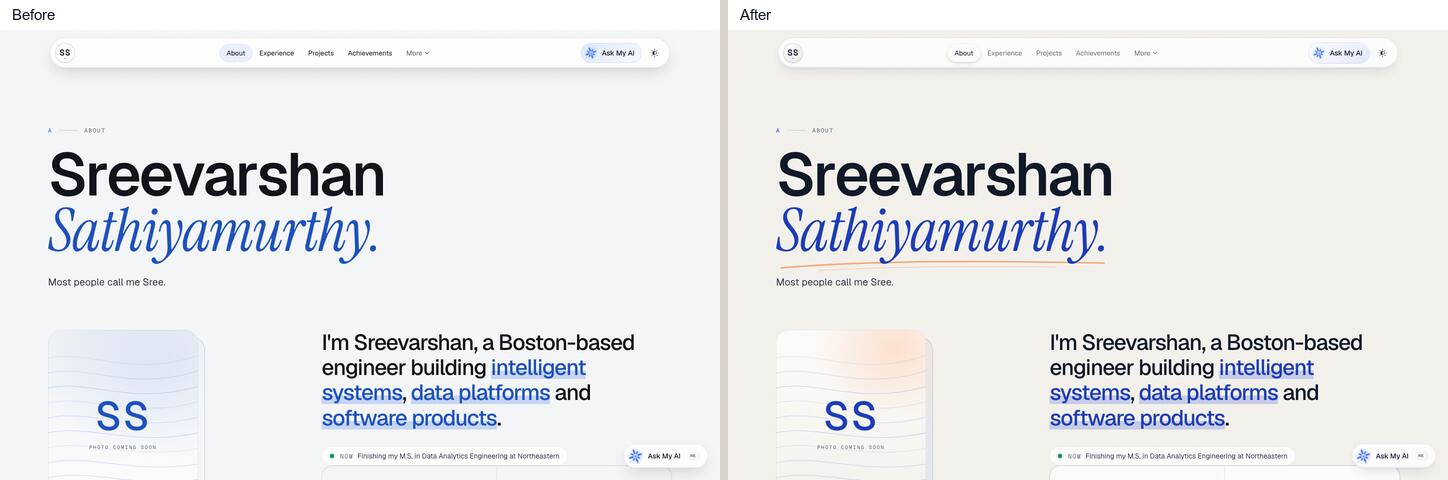 Before
SS
About Experience Projects Achievements More
Ask My AI
A ABOUT
Sreevarshan
Sathiyamurthy.
Most people call me Sree.
SS
PHOTO COMING SOON
I'm Sreevarshan, a Boston-based
engineer building intelligent
systems, data platforms and
software products.
NOW Finishing my M.S. in Data Analytics Engineering at Northeastern
Ask My AI
After
SS
About Experience Projects Achievements More
Ask My AI
A ABOUT
Sreevarshan
Sathiyamurthy.
Most people call me Sree.
SS
PHOTO COMING SOON
I'm Sreevarshan, a Boston-based
engineer building intelligent
systems, data platforms and
software products.
NOW Finishing my M.S. in Data Analytics Engineering at Northeastern
Ask My AI